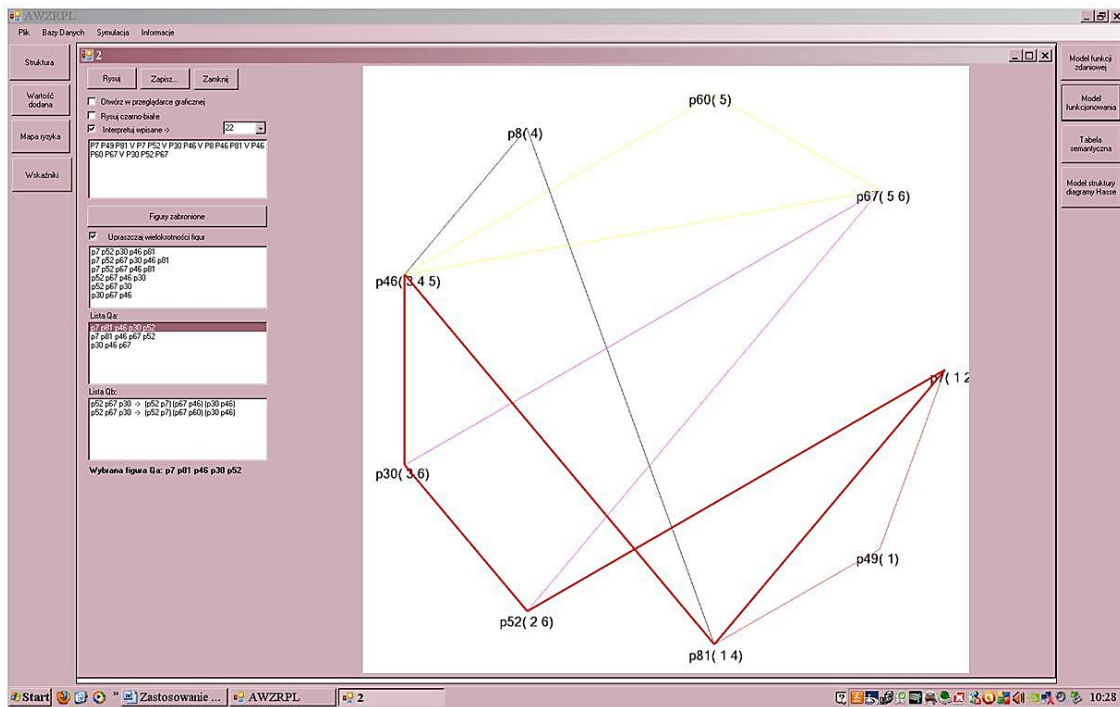 AWZRPL
Plik Bazy Danych Symulacja Informacje
Struktura
Wartość
dodana
Mapa ryzyka
Wskaźniki
2
Rysuj Zapisz... Zamknij
Otwórz w przeglądarce graficznej
Rysuj czarno-białe
Interpretuj wpisane -> 22
P7 P49 P81 V P7 P52 V P30 P46 V P8 P46 P81 V P46
P60 P67 V P30 P52 P67
Figury zabronione
Upraszczaj wielokrotności figur
p7 p52 p30 p46 p81
p7 p52 p67 p30 p46 p81
p7 p52 p67 p46 p81
p52 p67 p46 p30
p52 p67 p30
p30 p67 p46
Lista Qa:
p7 p81 p46 p30 p52
p7 p81 p46 p67 p52
p30 p46 p67
Lista Qb:
p52 p67 p30 -> (p52 p7) (p67 p46) (p30 p46)
p52 p67 p30 -> (p52 p7) (p67 p60) (p30 p46)
Wybrana figura Qa: p7 p81 p46 p30 p52
p60( 5)
p8( 4)
p67( 5 6)
p46( 3 4 5)
p7( 1 2
p30( 3 6)
p49( 1)
p52( 2 6)
p81( 1 4)
Model funkcji
zdaniowej
Model
funkcjonowania
Tabela
semantyczna
Model struktury
diagramy Hasse
Start Zastosowanie ... AWZRPL 2 10:28